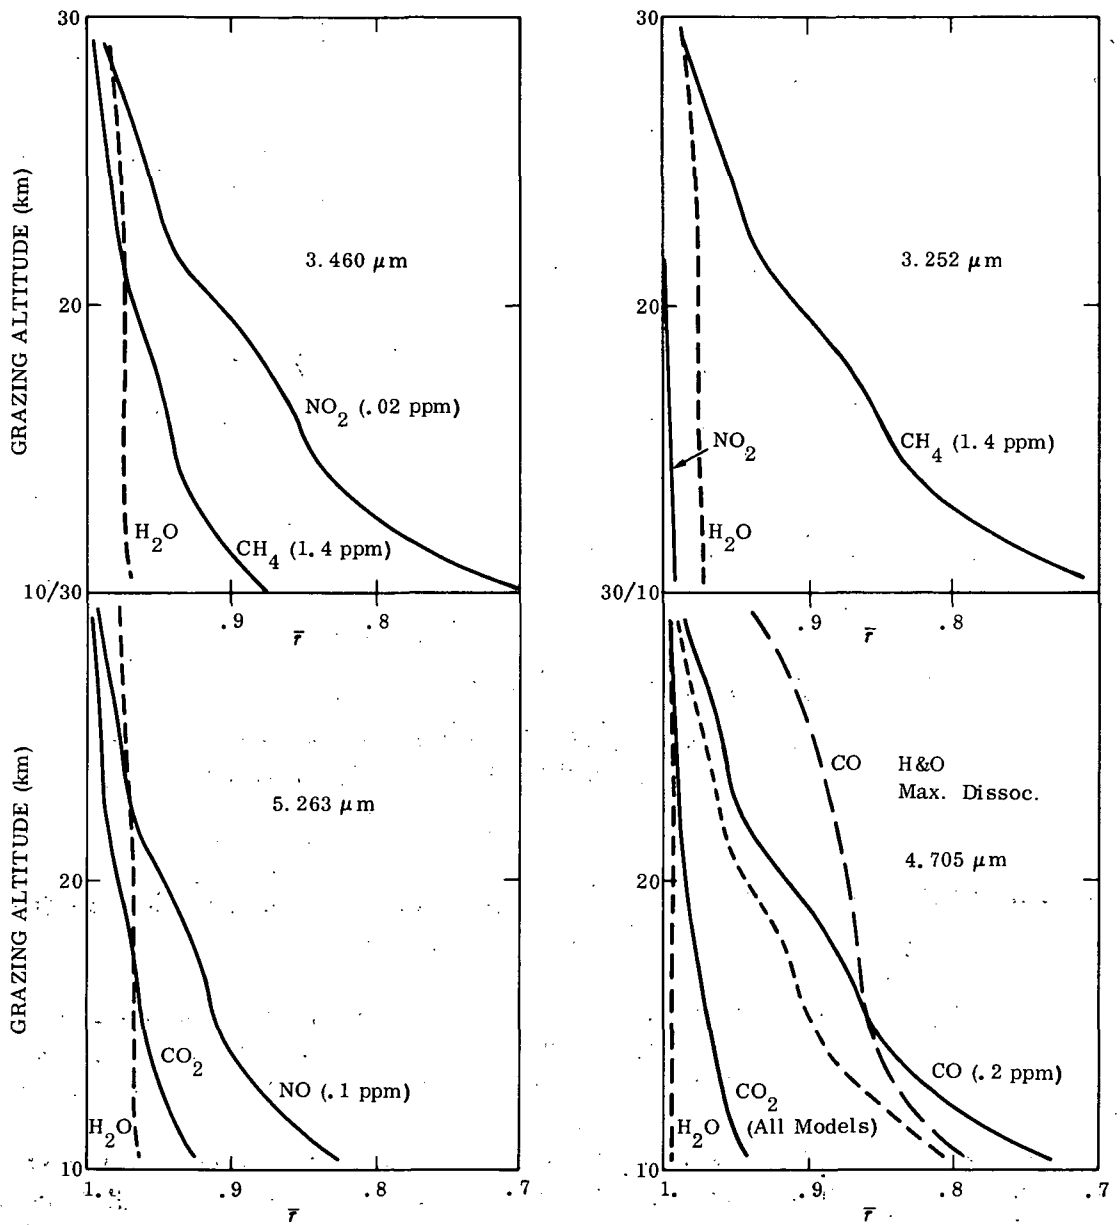 30
GRAZING ALTITUDE (km)
3.460 μm
20
NO2 (.02 ppm)
H2O
CH4 (1.4 ppm)
10/30
.9
.8
r̄
30
3.252 μm
20
NO2
CH4 (1.4 ppm)
H2O
30/10
.9
.8
r̄
GRAZING ALTITUDE (km)
5.263 μm
20
CO2
NO (.1 ppm)
H2O
10
1.
.9
.8
.7
r̄
CO H&O
Max. Dissoc.
4.705 μm
20
CO (.2 ppm)
CO2
H2O (All Models)
10
1.
.9
.8
.7
r̄